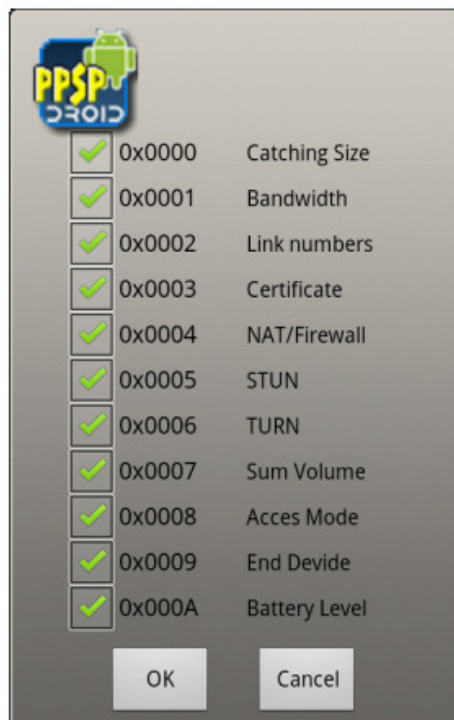 PPSP
DROID
0x0000 Catching Size
0x0001 Bandwidth
0x0002 Link numbers
0x0003 Certificate
0x0004 NAT/Firewall
0x0005 STUN
0x0006 TURN
0x0007 Sum Volume
0x0008 Acces Mode
0x0009 End Devide
0x000A Battery Level
OK Cancel